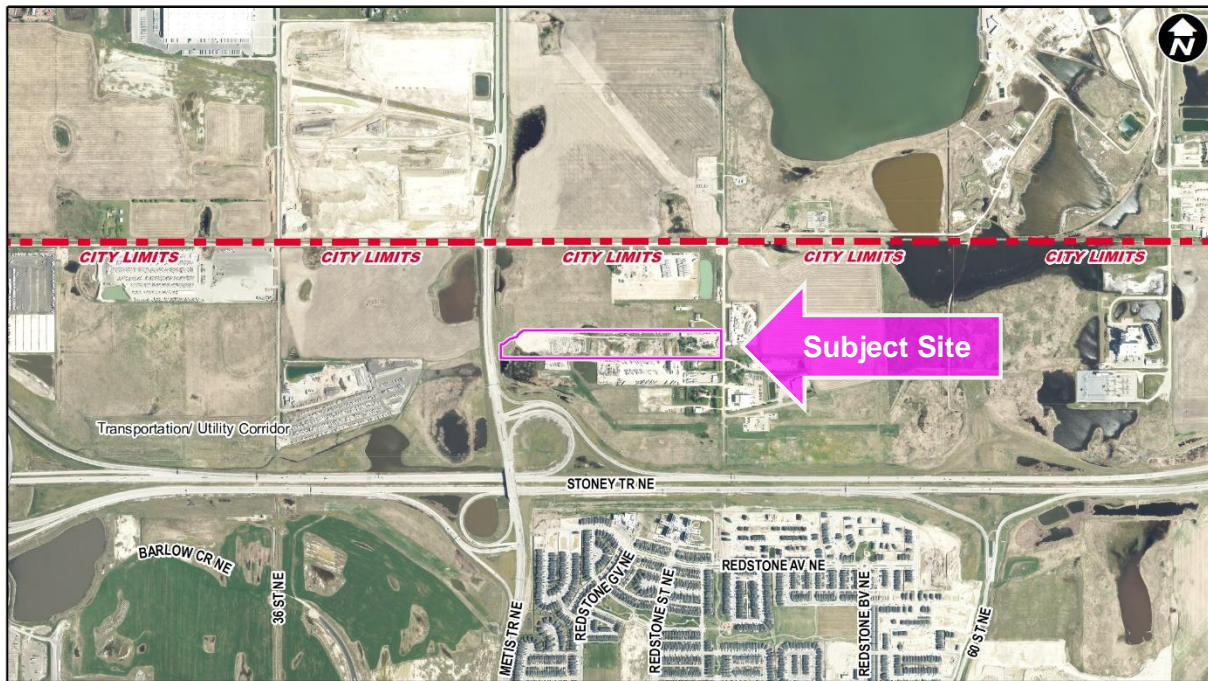 N
CITY LIMITS
CITY LIMITS
CITY LIMITS
CITY LIMITS
CITY LIMITS
Subject Site
Transportation/ Utility Corridor
STONEY TR NE
BARLOW CR NE
36 ST NE
METIS TR NE
REDSTONE GV NE
REDSTONE ST NE
REDSTONE AV NE
REDSTONE BV NE
60 ST NE